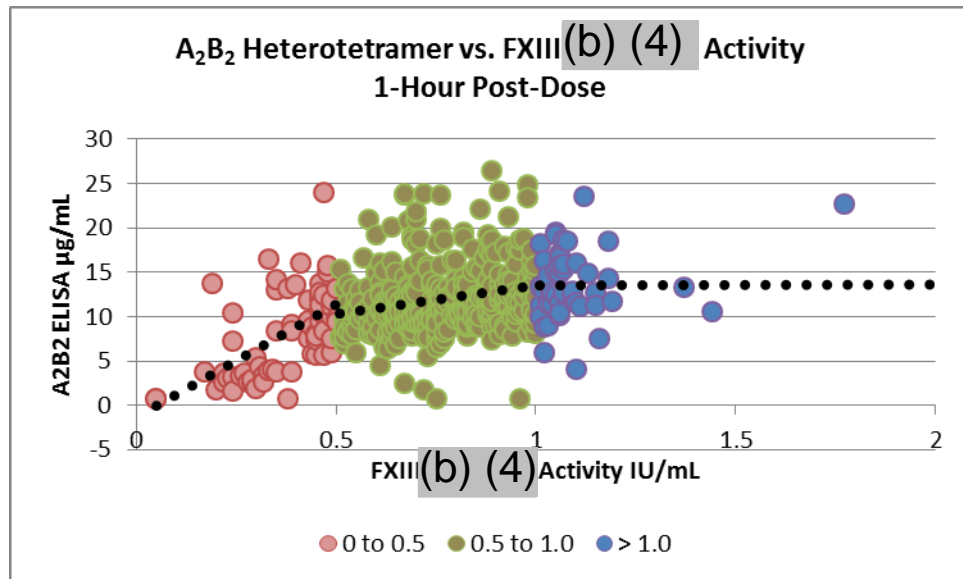 A₂B₂ Heterotetramer vs. FXIII (b) (4) Activity
1-Hour Post-Dose
30
25
20
15
10
5
0
-5
A2B2 ELISA µg/mL
0 0.5 1 1.5 2
FXIII (b) (4) Activity IU/mL
0 to 0.5 0.5 to 1.0 > 1.0